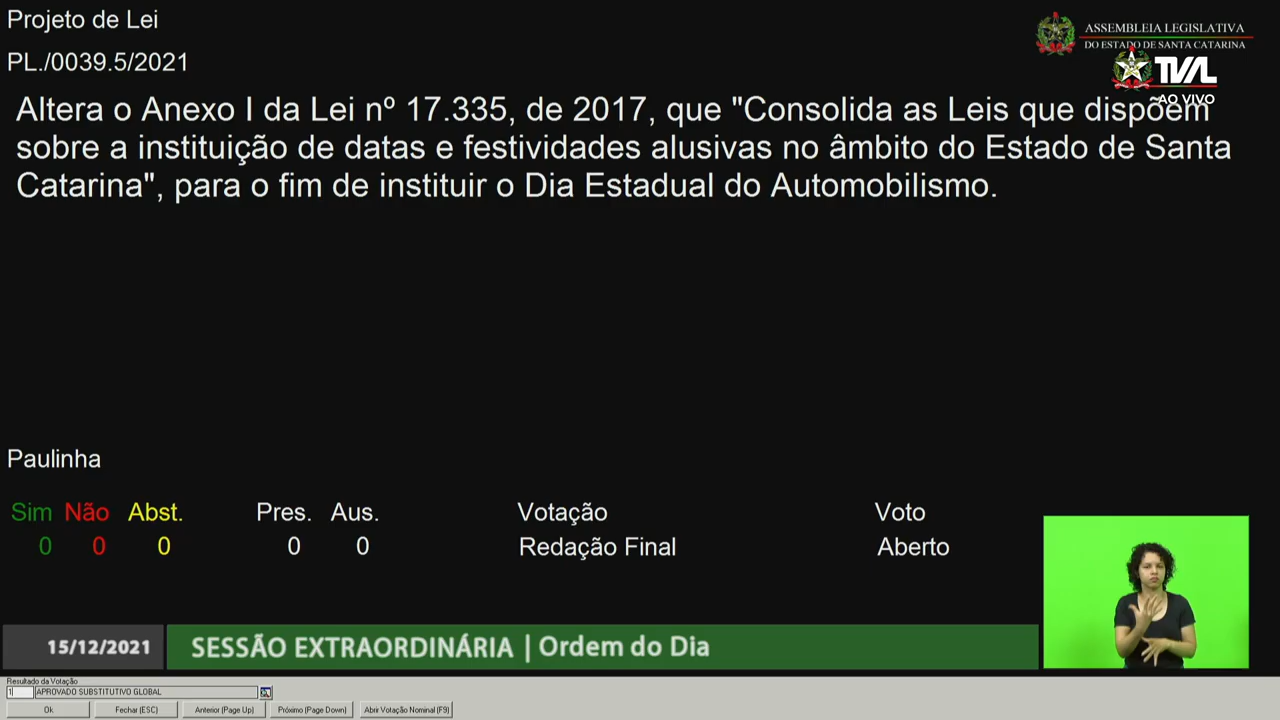 Projeto de Lei
ASSEMBLEIA LEGISLATIVA
DO ESTADO DE SANTA CATARINA
PL./0039.5/2021
TVAL
AO VIVO
Altera o Anexo I da Lei nº 17.335, de 2017, que "Consolida as Leis que dispõem
sobre a instituição de datas e festividades alusivas no âmbito do Estado de Santa
Catarina", para o fim de instituir o Dia Estadual do Automobilismo.
Paulinha
Sim Não Abst. Pres. Aus. Votação Voto
0 0 0 0 0 Redação Final Aberto
15/12/2021 SESSÃO EXTRAORDINÁRIA | Ordem do Dia
Resultado da Votação
1 APROVADO SUBSTITUTIVO GLOBAL
Ok Fechar (ESC) Anterior (Page Up) Próximo (Page Down) Abrir Votação Nominal (F9)